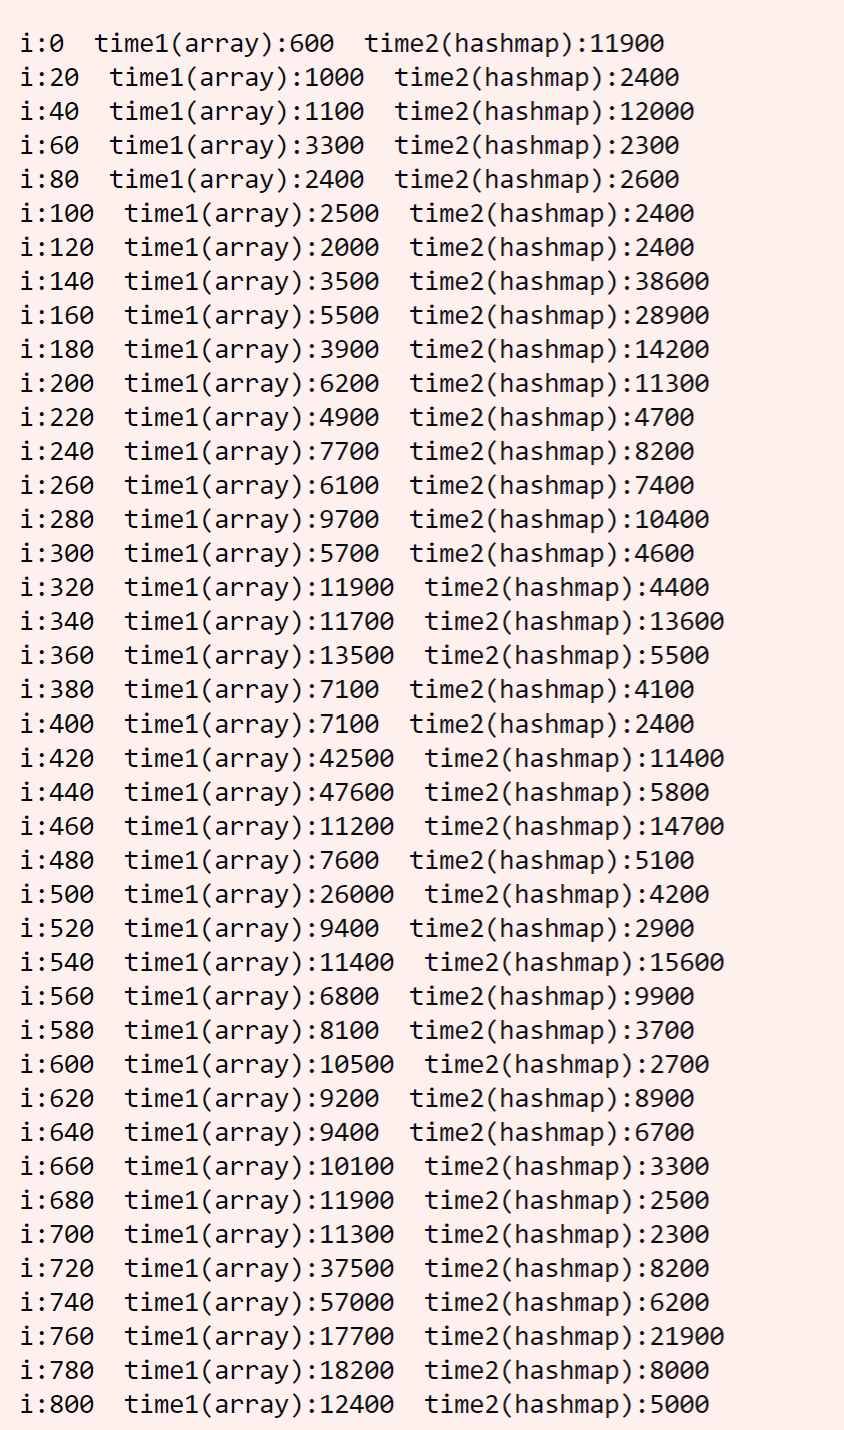 i:0  time1(array):600  time2(hashmap):11900
i:20  time1(array):1000  time2(hashmap):2400
i:40  time1(array):1100  time2(hashmap):12000
i:60  time1(array):3300  time2(hashmap):2300
i:80  time1(array):2400  time2(hashmap):2600
i:100  time1(array):2500  time2(hashmap):2400
i:120  time1(array):2000  time2(hashmap):2400
i:140  time1(array):3500  time2(hashmap):38600
i:160  time1(array):5500  time2(hashmap):28900
i:180  time1(array):3900  time2(hashmap):14200
i:200  time1(array):6200  time2(hashmap):11300
i:220  time1(array):4900  time2(hashmap):4700
i:240  time1(array):7700  time2(hashmap):8200
i:260  time1(array):6100  time2(hashmap):7400
i:280  time1(array):9700  time2(hashmap):10400
i:300  time1(array):5700  time2(hashmap):4600
i:320  time1(array):11900  time2(hashmap):4400
i:340  time1(array):11700  time2(hashmap):13600
i:360  time1(array):13500  time2(hashmap):5500
i:380  time1(array):7100  time2(hashmap):4100
i:400  time1(array):7100  time2(hashmap):2400
i:420  time1(array):42500  time2(hashmap):11400
i:440  time1(array):47600  time2(hashmap):5800
i:460  time1(array):11200  time2(hashmap):14700
i:480  time1(array):7600  time2(hashmap):5100
i:500  time1(array):26000  time2(hashmap):4200
i:520  time1(array):9400  time2(hashmap):2900
i:540  time1(array):11400  time2(hashmap):15600
i:560  time1(array):6800  time2(hashmap):9900
i:580  time1(array):8100  time2(hashmap):3700
i:600  time1(array):10500  time2(hashmap):2700
i:620  time1(array):9200  time2(hashmap):8900
i:640  time1(array):9400  time2(hashmap):6700
i:660  time1(array):10100  time2(hashmap):3300
i:680  time1(array):11900  time2(hashmap):2500
i:700  time1(array):11300  time2(hashmap):2300
i:720  time1(array):37500  time2(hashmap):8200
i:740  time1(array):57000  time2(hashmap):6200
i:760  time1(array):17700  time2(hashmap):21900
i:780  time1(array):18200  time2(hashmap):8000
i:800  time1(array):12400  time2(hashmap):5000